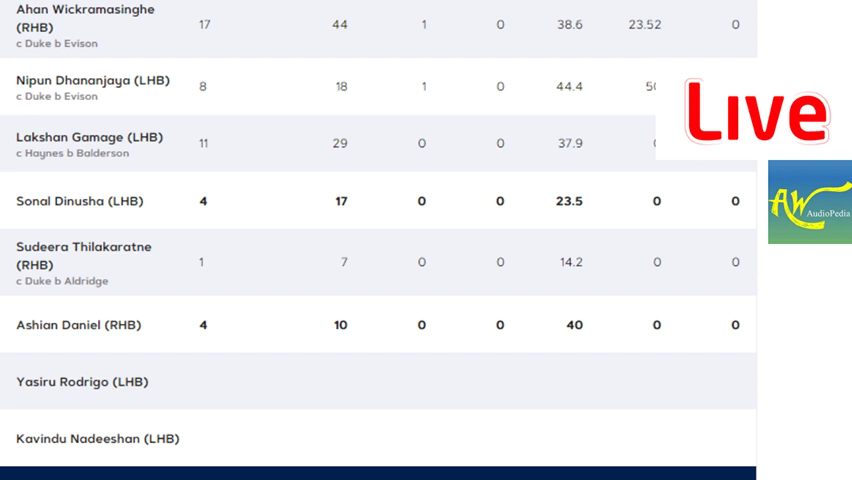 Ahan Wickramasinghe (RHB) 17 44 1 0 38.6 23.52 0
c Duke b Evison
Nipun Dhananjaya (LHB) 8 18 1 0 44.4
c Duke b Evison
Live
Lakshan Gamage (LHB) 11 29 0 0 37.9
c Haynes b Balderson
Sonal Dinusha (LHB) 4 17 0 0 23.5 0 0
AW
AudioPedia
Sudeera Thilakaratne (RHB) 1 7 0 0 14.2 0 0
c Duke b Aldridge
Ashian Daniel (RHB) 4 10 0 0 40 0 0
Yasiru Rodrigo (LHB)
Kavindu Nadeeshan (LHB)